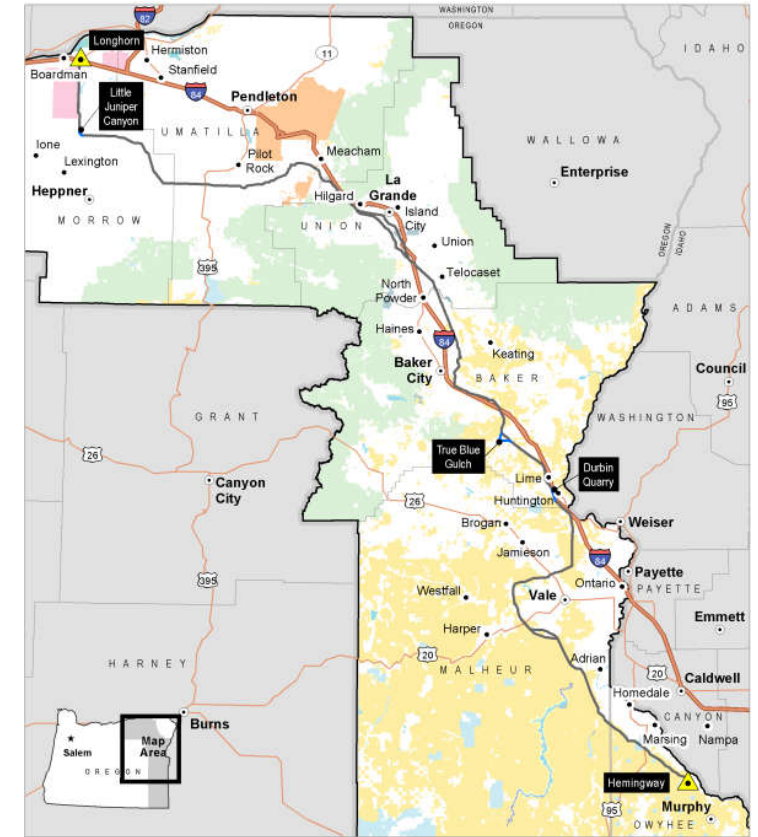 WASHINGTON
OREGON
82
Longhorn
Hermiston
IDAHO
Boardman
Stanfield
11
84
Little
Juniper
Canyon
Pendleton
UMATILLA
WALLOWA
Ione
Lexington
Pilot
Rock
Meacham
La
Grande
Enterprise
Heppner
Hilgard
Island
City
MORROW
UNION
Union
OREGON
IDAHO
395
Telocaset
North
Powder
ADAMS
Haines
84
Keating
Baker
City
BAKER
Council
95
GRANT
WASHINGTON
26
True Blue
Gulch
Lime
Durbin
Quarry
Canyon
City
Huntington
26
Brogan
Weiser
Jamieson
84
395
Westfall
Ontario
Payette
PAYETTE
Vale
Emmett
Harper
20
HARNEY
MALHEUR
Adrian
20
Caldwell
Homedale
CANYON
Burns
Marsing
Nampa
Salem
Map
Area
OREGON
Hemingway
95
Murphy
OWYHEE